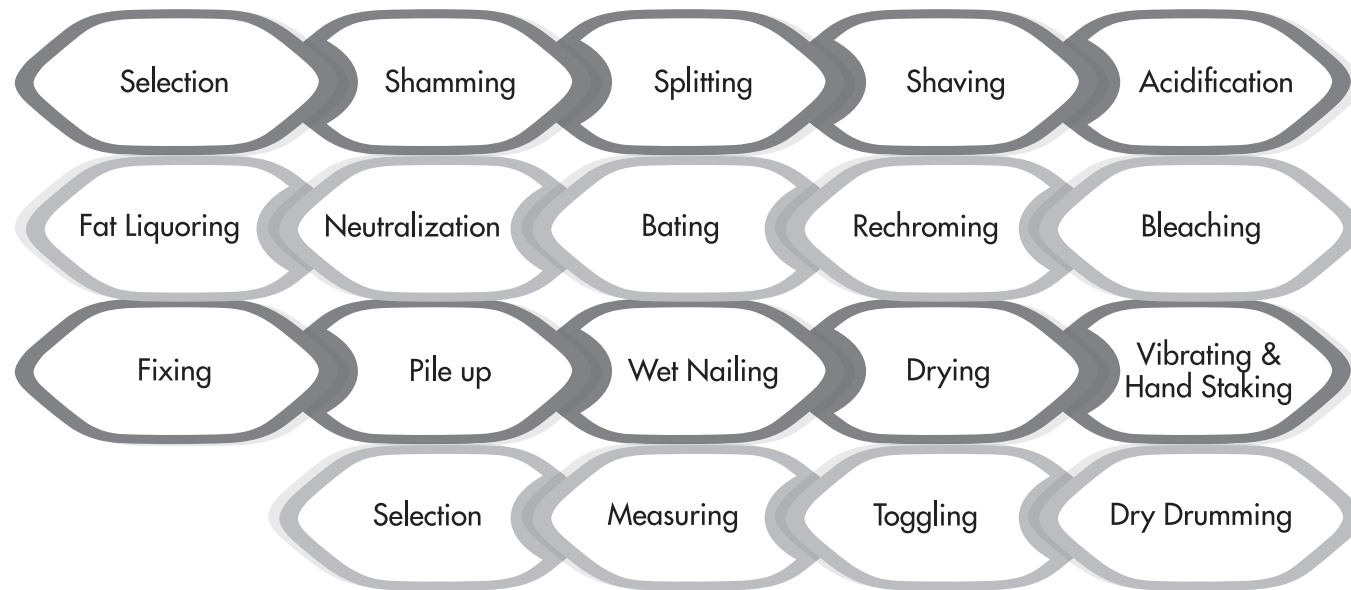 Selection
Shamming
Splitting
Shaving
Acidification
Fat Liquoring
Neutralization
Bating
Rechroming
Bleaching
Fixing
Pile up
Wet Nailing
Drying
Vibrating &
Hand Staking
Selection
Measuring
Toggling
Dry Drumming